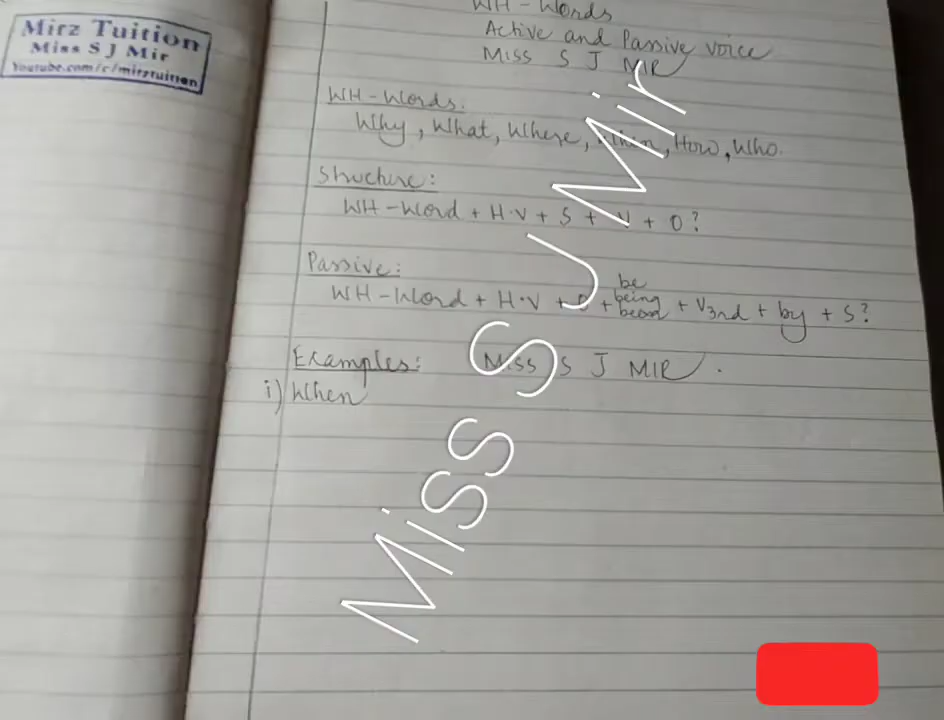 Mirz Tuition
Miss S J Mir
Youtube.com/c/mirztuition
WH-Words
Active and Passive voice
Miss S J MIR
WH-Words:
Why, What, Where, When, How, Who.
Structure:
WH-Word + H.V + S + V + O?
Passive:
WH-Word + H.V + O + be being been + V3rd + by + S?
Examples: Miss S J MIR.
i) When
Miss S J Mir